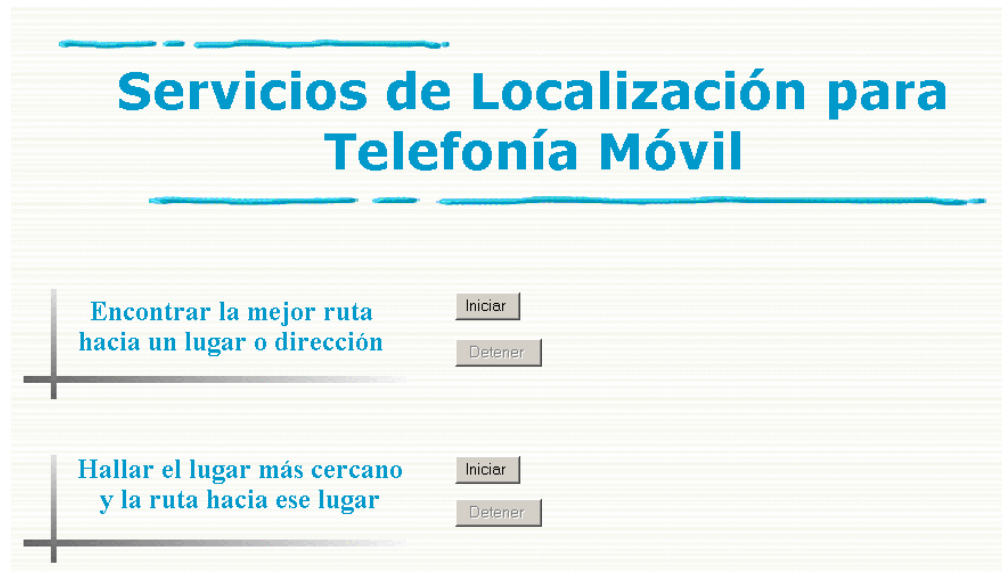 Servicios de Localización para
Telefonía Móvil
Encontrar la mejor ruta
hacia un lugar o dirección
Iniciar
Detener
Hallar el lugar más cercano
y la ruta hacia ese lugar
Iniciar
Detener